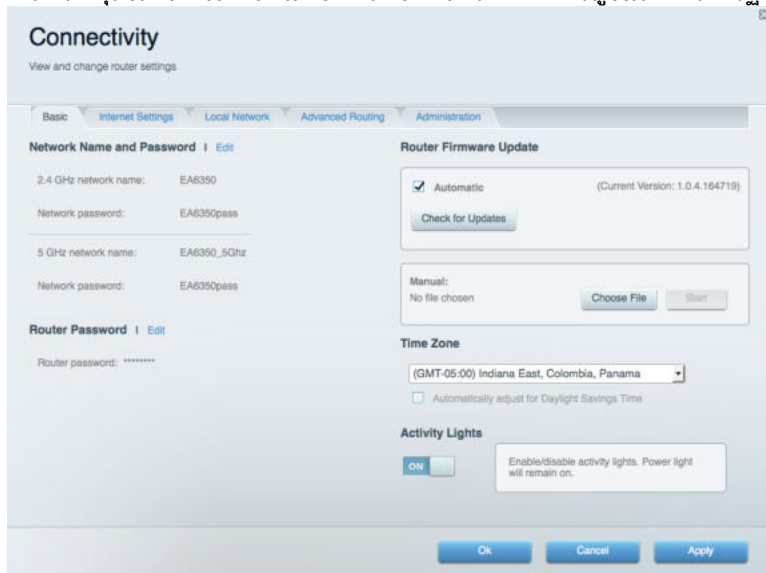 Connectivity
View and change router settings
Basic
Internet Settings
Local Network
Advanced Routing
Administration
Network Name and Password | Edit
2.4 GHz network name: EA6350
Network password: EA6350pass
5 GHz network name: EA6350_5Ghz
Network password: EA6350pass
Router Password | Edit
Router password: ********
Router Firmware Update
Automatic (Current Version: 1.0.4.164719)
Check for Updates
Manual:
No file chosen
Choose File
Start
Time Zone
(GMT-05:00) Indiana East, Colombia, Panama
Automatically adjust for Daylight Savings Time
Activity Lights
ON
Enable/disable activity lights. Power light
will remain on.
Ok
Cancel
Apply